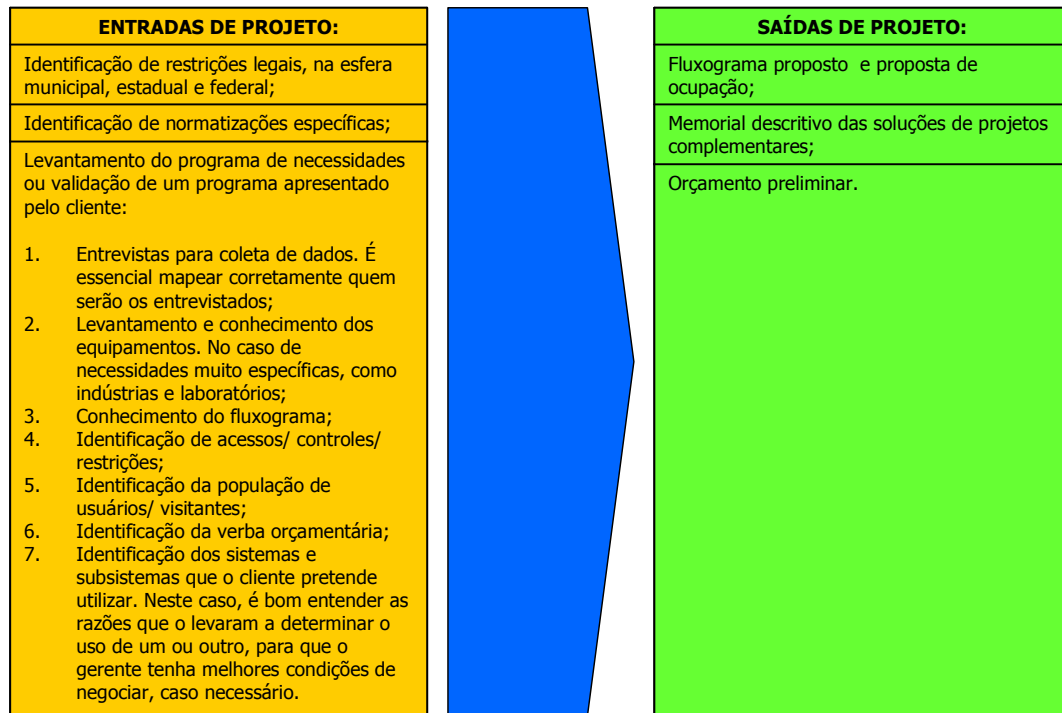 ENTRADAS DE PROJETO:
Identificação de restrições legais, na esfera
municipal, estadual e federal;
Identificação de normatizações específicas;
Levantamento do programa de necessidades
ou validação de um programa apresentado
pelo cliente:
1. Entrevistas para coleta de dados. É
essencial mapear corretamente quem
serão os entrevistados;
2. Levantamento e conhecimento dos
equipamentos. No caso de
necessidades muito específicas, como
indústrias e laboratórios;
3. Conhecimento do fluxograma;
4. Identificação de acessos/ controles/
restrições;
5. Identificação da população de
usuários/ visitantes;
6. Identificação da verba orçamentária;
7. Identificação dos sistemas e
subsistemas que o cliente pretende
utilizar. Neste caso, é bom entender as
razões que o levaram a determinar o
uso de um ou outro, para que o
gerente tenha melhores condições de
negociar, caso necessário.
SAÍDAS DE PROJETO:
Fluxograma proposto e proposta de
ocupação;
Memorial descritivo das soluções de projetos
complementares;
Orçamento preliminar.